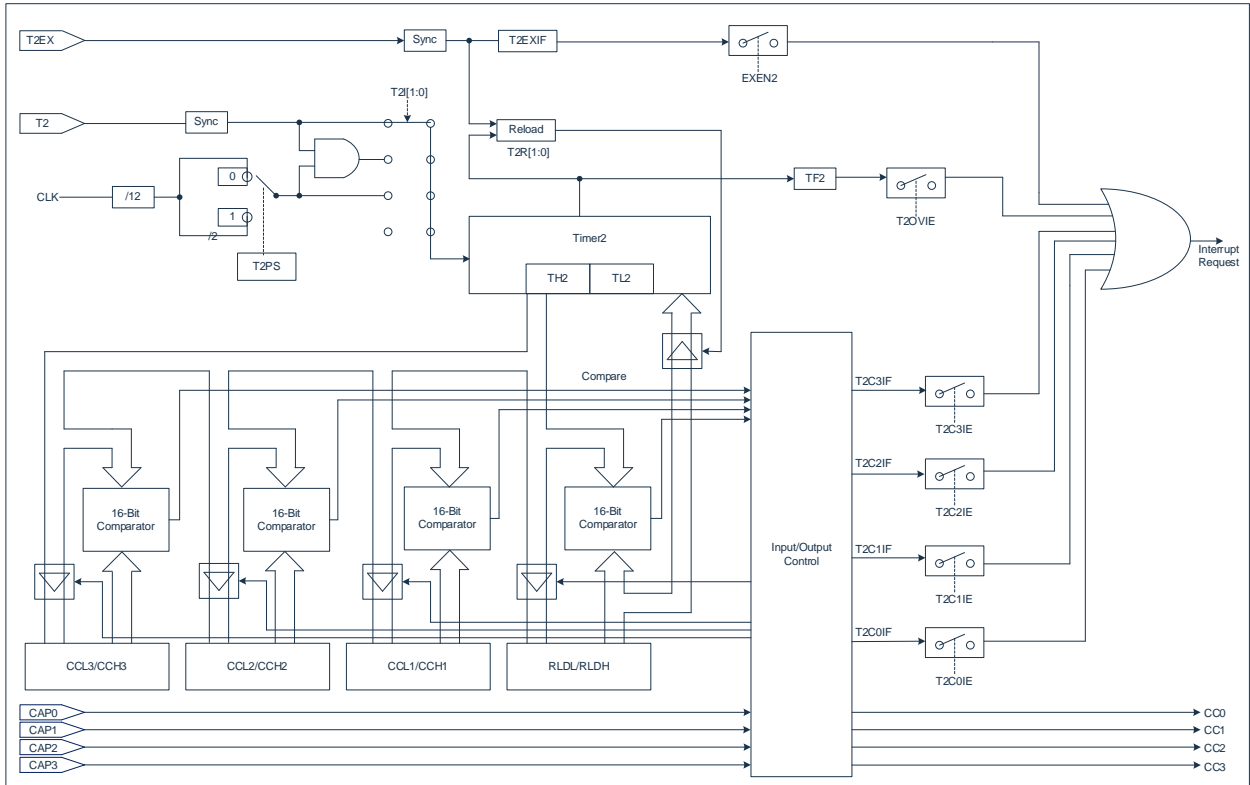 T2EX
Sync
T2EXIF
EXEN2
T2I[1:0]
T2
Sync
Reload
T2R[1:0]
0
CLK
/12
1
/2
T2PS
TF2
T2OVIE
Timer2
TH2
TL2
Interrupt
Request
Compare
T2C3IF
T2C3IE
T2C2IF
T2C2IE
16-Bit
Comparator
16-Bit
Comparator
16-Bit
Comparator
16-Bit
Comparator
Input/Output
Control
T2C1IF
T2C1IE
T2C0IF
T2C0IE
CCL3/CCH3
CCL2/CCH2
CCL1/CCH1
RLDL/RLDH
CAP0
CC0
CAP1
CC1
CAP2
CC2
CAP3
CC3